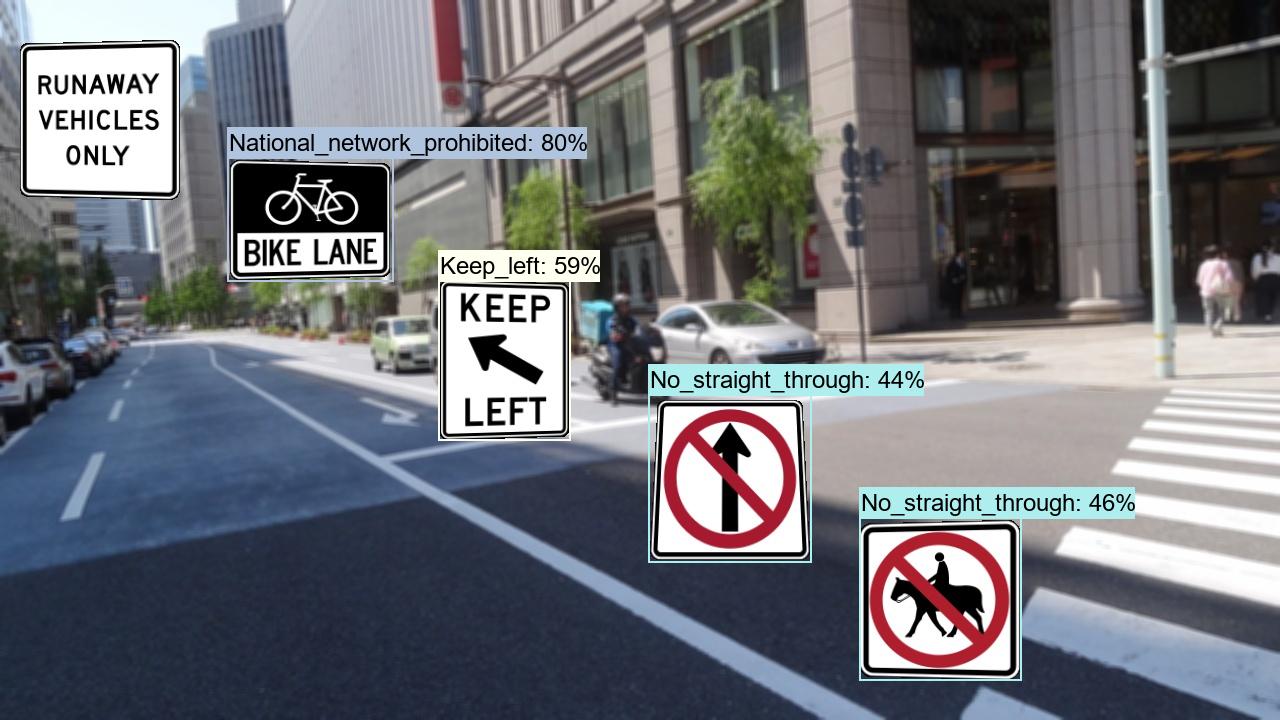 RUNAWAY
VEHICLES
ONLY
National_network_prohibited: 80%
BIKE LANE
Keep_left: 59%
KEEP
LEFT
No_straight_through: 44%
No_straight_through: 46%